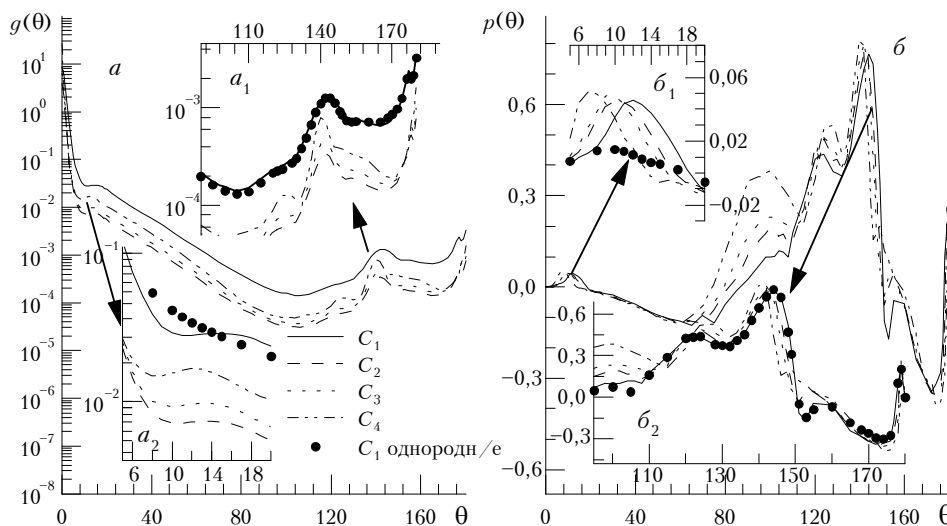 g(θ)
10¹
10⁰
10⁻¹
10⁻²
10⁻³
10⁻⁴
10⁻⁵
10⁻⁶
10⁻⁷
10⁻⁸
0 40 80 120 160 θ
а
110 140 170
а₁
10⁻³
10⁻⁴
10⁻¹
10⁻²
а₂
6 10 14 18
C₁
C₂
C₃
C₄
C₁ однородн/е
p(θ)
0,6
0,3
0,0
−0,3
−0,6
0 40 80 120 160 θ
б
6 10 14 18
б₁
0,06
0,02
−0,02
0,6
0,3
0,0
−0,3
б₂
110 130 150 170